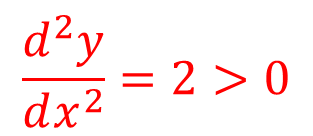 d²y/dx² = 2 > 0